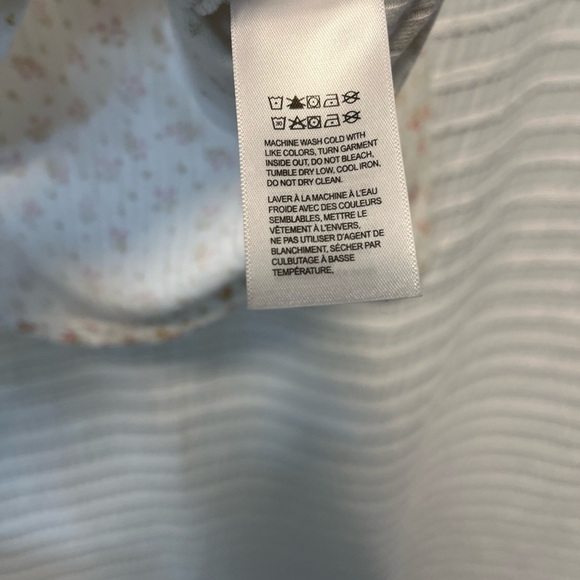 30
MACHINE WASH COLD WITH
LIKE COLORS, TURN GARMENT
INSIDE OUT, DO NOT BLEACH,
TUMBLE DRY LOW, COOL IRON,
DO NOT DRY CLEAN.
LAVER À LA MACHINE À L'EAU
FROIDE AVEC DES COULEURS
SEMBLABLES, METTRE LE
VÊTEMENT À L'ENVERS,
NE PAS UTILISER D'AGENT DE
BLANCHIMENT, SÉCHER PAR
CULBUTAGE À BASSE
TEMPÉRATURE,